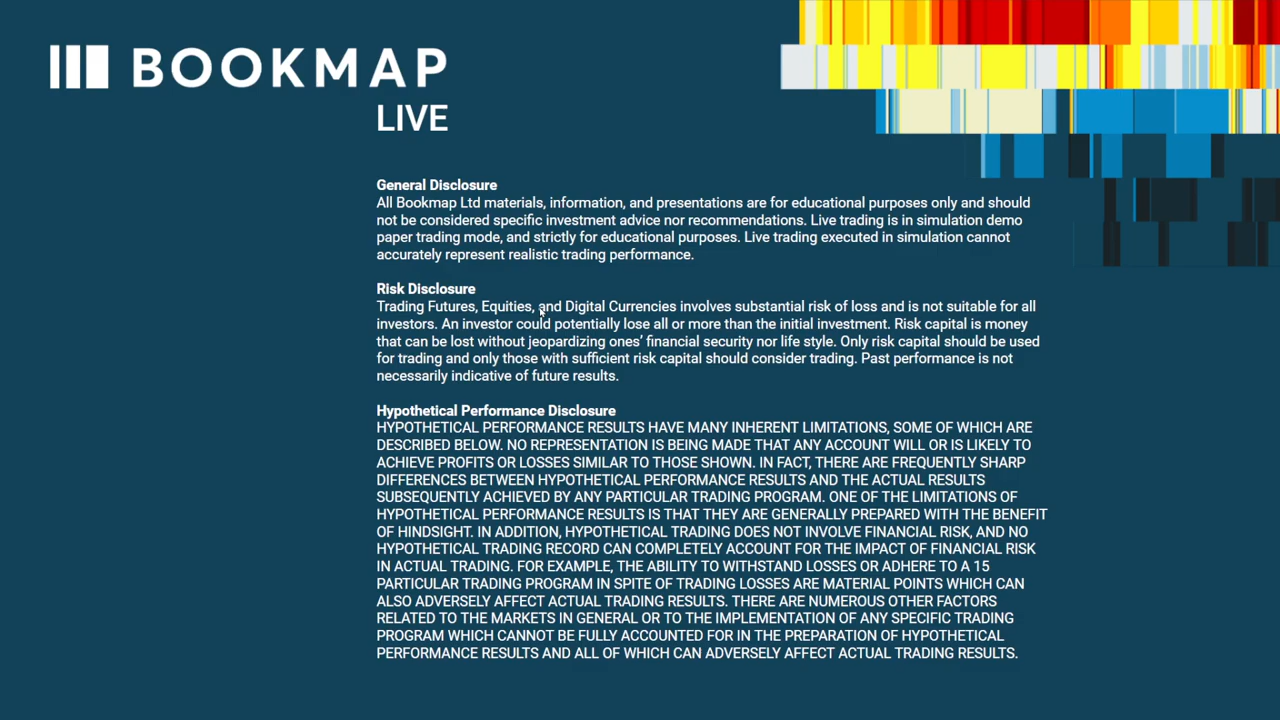 BOOKMAP
LIVE
General Disclosure
All Bookmap Ltd materials, information, and presentations are for educational purposes only and should
not be considered specific investment advice nor recommendations. Live trading is in simulation demo
paper trading mode, and strictly for educational purposes. Live trading executed in simulation cannot
accurately represent realistic trading performance.
Risk Disclosure
Trading Futures, Equities, and Digital Currencies involves substantial risk of loss and is not suitable for all
investors. An investor could potentially lose all or more than the initial investment. Risk capital is money
that can be lost without jeopardizing ones’ financial security nor life style. Only risk capital should be used
for trading and only those with sufficient risk capital should consider trading. Past performance is not
necessarily indicative of future results.
Hypothetical Performance Disclosure
HYPOTHETICAL PERFORMANCE RESULTS HAVE MANY INHERENT LIMITATIONS, SOME OF WHICH ARE
DESCRIBED BELOW. NO REPRESENTATION IS BEING MADE THAT ANY ACCOUNT WILL OR IS LIKELY TO
ACHIEVE PROFITS OR LOSSES SIMILAR TO THOSE SHOWN. IN FACT, THERE ARE FREQUENTLY SHARP
DIFFERENCES BETWEEN HYPOTHETICAL PERFORMANCE RESULTS AND THE ACTUAL RESULTS
SUBSEQUENTLY ACHIEVED BY ANY PARTICULAR TRADING PROGRAM. ONE OF THE LIMITATIONS OF
HYPOTHETICAL PERFORMANCE RESULTS IS THAT THEY ARE GENERALLY PREPARED WITH THE BENEFIT
OF HINDSIGHT. IN ADDITION, HYPOTHETICAL TRADING DOES NOT INVOLVE FINANCIAL RISK, AND NO
HYPOTHETICAL TRADING RECORD CAN COMPLETELY ACCOUNT FOR THE IMPACT OF FINANCIAL RISK
IN ACTUAL TRADING. FOR EXAMPLE, THE ABILITY TO WITHSTAND LOSSES OR ADHERE TO A 15
PARTICULAR TRADING PROGRAM IN SPITE OF TRADING LOSSES ARE MATERIAL POINTS WHICH CAN
ALSO ADVERSELY AFFECT ACTUAL TRADING RESULTS. THERE ARE NUMEROUS OTHER FACTORS
RELATED TO THE MARKETS IN GENERAL OR TO THE IMPLEMENTATION OF ANY SPECIFIC TRADING
PROGRAM WHICH CANNOT BE FULLY ACCOUNTED FOR IN THE PREPARATION OF HYPOTHETICAL
PERFORMANCE RESULTS AND ALL OF WHICH CAN ADVERSELY AFFECT ACTUAL TRADING RESULTS.